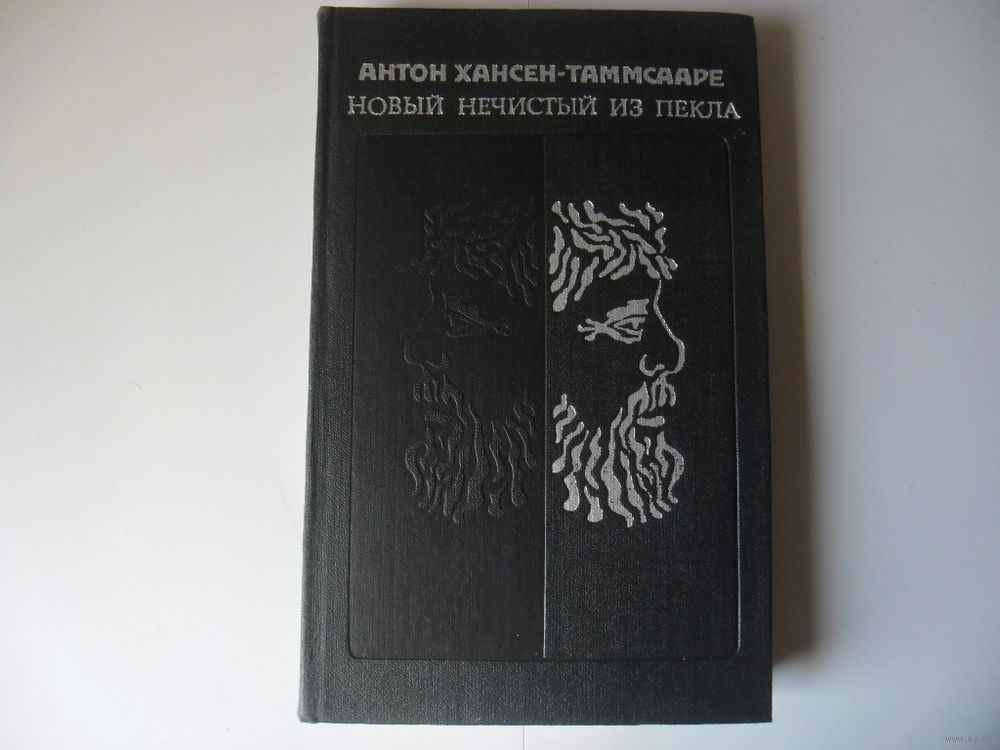 АНТОН ХАНСЕН-ТАММСААРЕ
НОВЫЙ НЕЧИСТЫЙ ИЗ ПЕКЛА